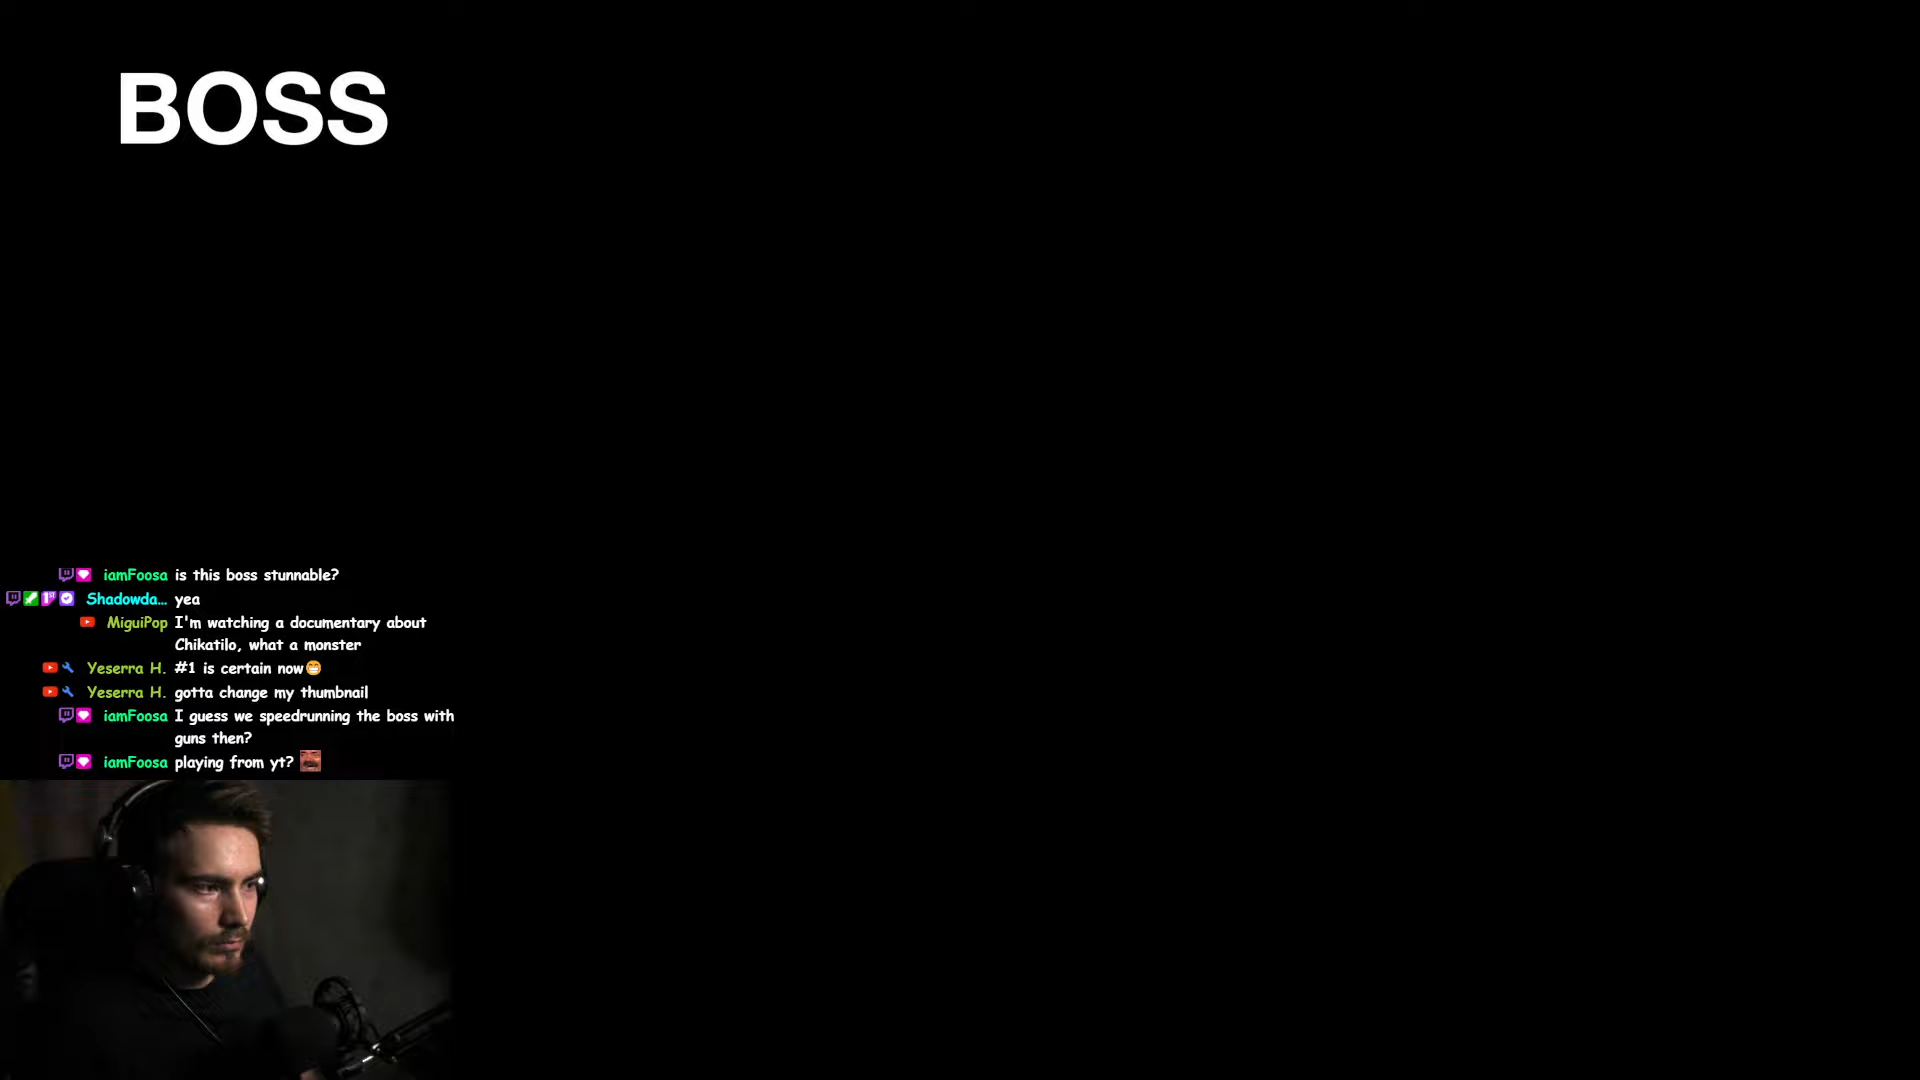 BOSS
iamFoosa is this boss stunnable?
Shadowda... yea
MiguiPop I'm watching a documentary about
Chikatilo, what a monster
Yeserra H. #1 is certain now😁
Yeserra H. gotta change my thumbnail
iamFoosa I guess we speedrunning the boss with
guns then?
iamFoosa playing from yt?